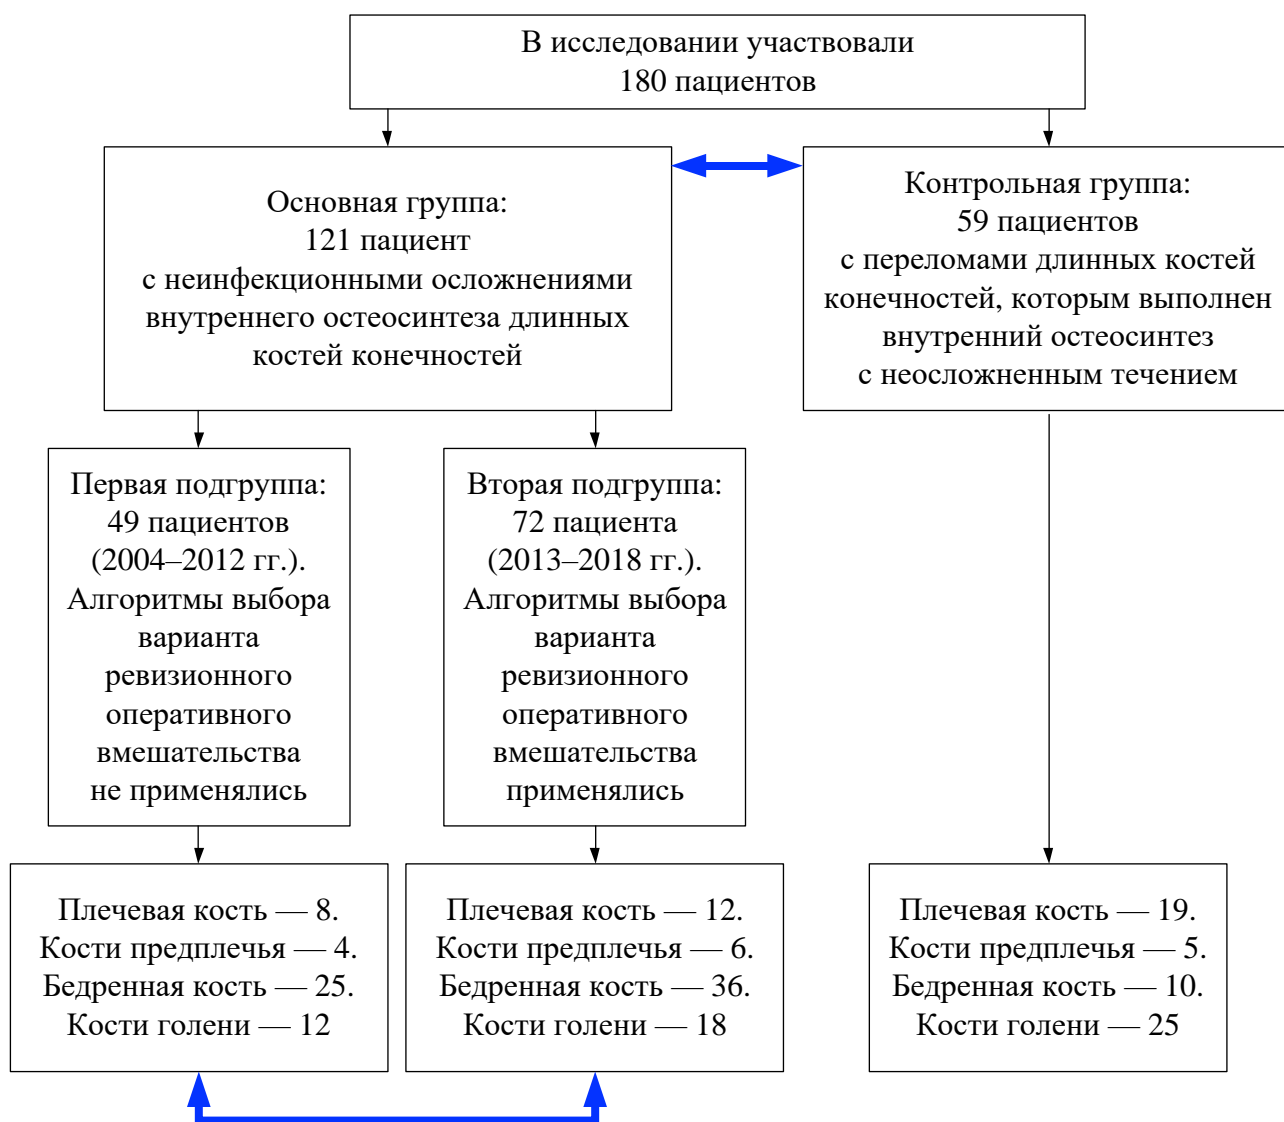 В исследовании участвовали
180 пациентов
Основная группа:
121 пациент
с неинфекционными осложнениями
внутреннего остеосинтеза длинных
костей конечностей
Контрольная группа:
59 пациентов
с переломами длинных костей
конечностей, которым выполнен
внутренний остеосинтез
с неосложненным течением
Первая подгруппа:
49 пациентов
(2004–2012 гг.).
Алгоритмы выбора
варианта
ревизионного
оперативного
вмешательства
не применялись
Вторая подгруппа:
72 пациента
(2013–2018 гг.).
Алгоритмы выбора
варианта
ревизионного
оперативного
вмешательства
применялись
Плечевая кость — 8.
Кости предплечья — 4.
Бедренная кость — 25.
Кости голени — 12
Плечевая кость — 12.
Кости предплечья — 6.
Бедренная кость — 36.
Кости голени — 18
Плечевая кость — 19.
Кости предплечья — 5.
Бедренная кость — 10.
Кости голени — 25